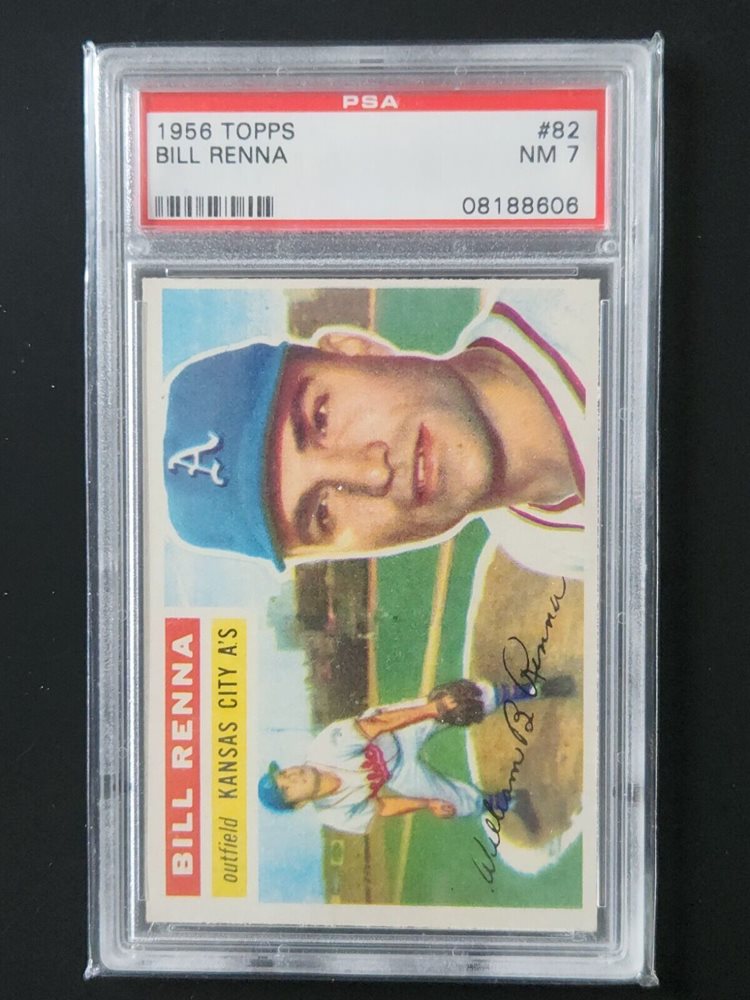 PSA
1956 TOPPS #82
BILL RENNA NM 7
08188606
A
BILL RENNA
outfield KANSAS CITY A'S
William B Renna